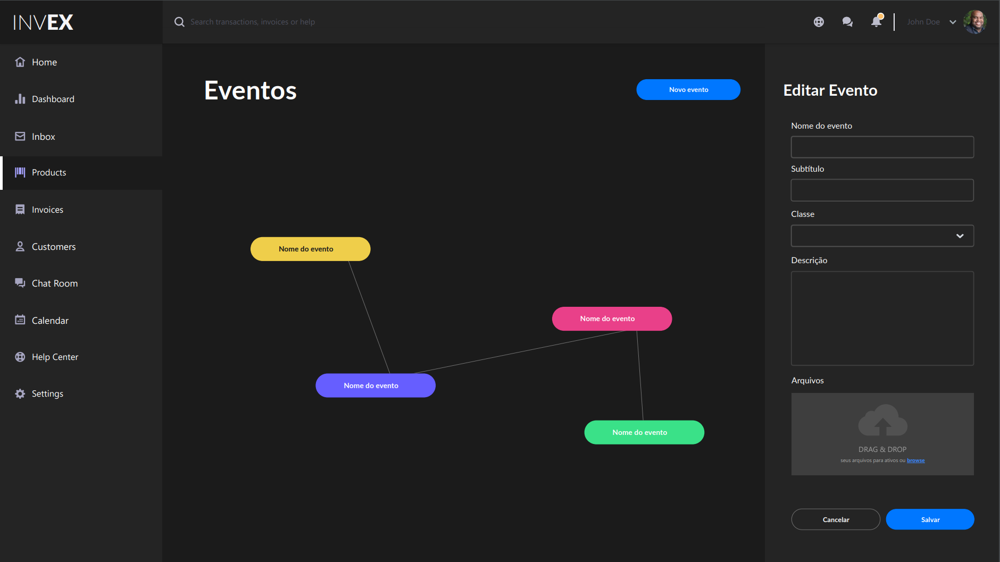 INVEX
Search transactions, invoices or help
John Doe
Home
Dashboard
Inbox
Products
Invoices
Customers
Chat Room
Calendar
Help Center
Settings
Eventos
Novo evento
Nome do evento
Nome do evento
Nome do evento
Nome do evento
Editar Evento
Nome do evento
Subtítulo
Classe
Descrição
Arquivos
DRAG & DROP
seus arquivos para ativos ou browse
Cancelar
Salvar